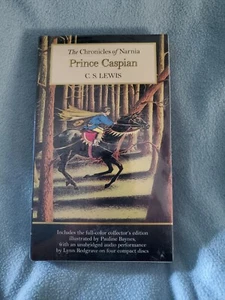 The Chronicles of Narnia
Prince Caspian
C. S. LEWIS
Includes the full-color collector's edition
illustrated by Pauline Baynes,
with an unabridged audio performance
by Lynn Redgrave on four compact discs